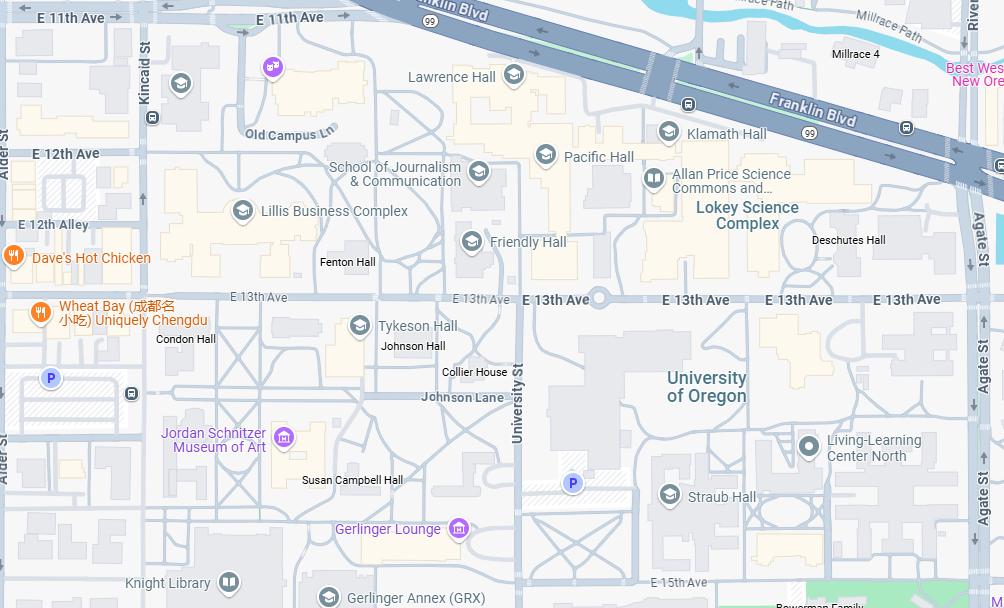 E 11th Ave
E 11th Ave
nklin Blvd
99
Millrace Path
Millrace Path
River
Millrace 4
Best Wes
New Ore
Kincaid St
Lawrence Hall
Franklin Blvd
99
Old Campus Ln
Klamath Hall
Alder St
E 12th Ave
Pacific Hall
School of Journalism
& Communication
Allan Price Science
Commons and...
Lillis Business Complex
Lokey Science
Complex
E 12th Alley
Friendly Hall
Deschutes Hall
Agate St
Dave's Hot Chicken
Fenton Hall
E 13th Ave
E 13th Ave
E 13th Ave
E 13th Ave
E 13th Ave
E 13th Ave
Wheat Bay (成都名
小吃) Uniquely Chengdu
Tykeson Hall
Condon Hall
Johnson Hall
Collier House
Agate St
P
University
of Oregon
Johnson Lane
University St
Jordan Schnitzer
Museum of Art
Living-Learning
Center North
Alder St
Susan Campbell Hall
P
Straub Hall
Agate St
Gerlinger Lounge
Knight Library
E 15th Ave
Gerlinger Annex (GRX)
M
Bowerman Family